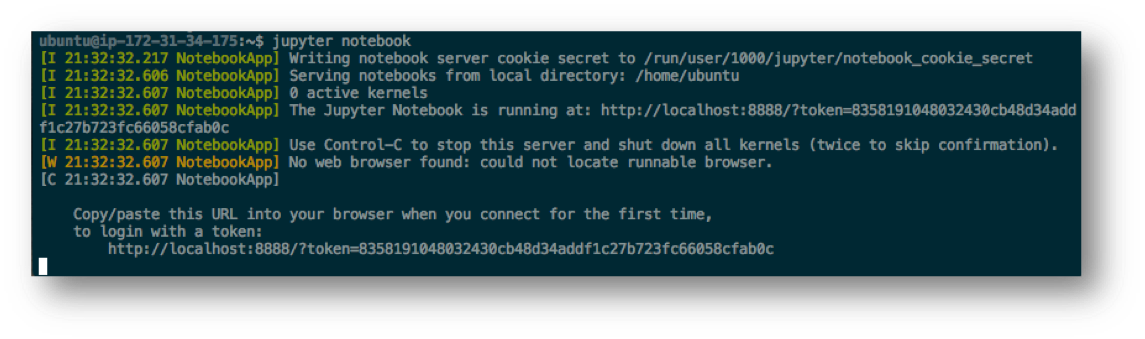 ubuntu@ip-172-31-34-175:~$ jupyter notebook
[I 21:32:32.217 NotebookApp] Writing notebook server cookie secret to /run/user/1000/jupyter/notebook_cookie_secret
[I 21:32:32.606 NotebookApp] Serving notebooks from local directory: /home/ubuntu
[I 21:32:32.607 NotebookApp] 0 active kernels
[I 21:32:32.607 NotebookApp] The Jupyter Notebook is running at: http://localhost:8888/?token=8358191048032430cb48d34add
f1c27b723fc66058cfab0c
[I 21:32:32.607 NotebookApp] Use Control-C to stop this server and shut down all kernels (twice to skip confirmation).
[W 21:32:32.607 NotebookApp] No web browser found: could not locate runnable browser.
[C 21:32:32.607 NotebookApp]
Copy/paste this URL into your browser when you connect for the first time,
to login with a token:
http://localhost:8888/?token=8358191048032430cb48d34addf1c27b723fc66058cfab0c